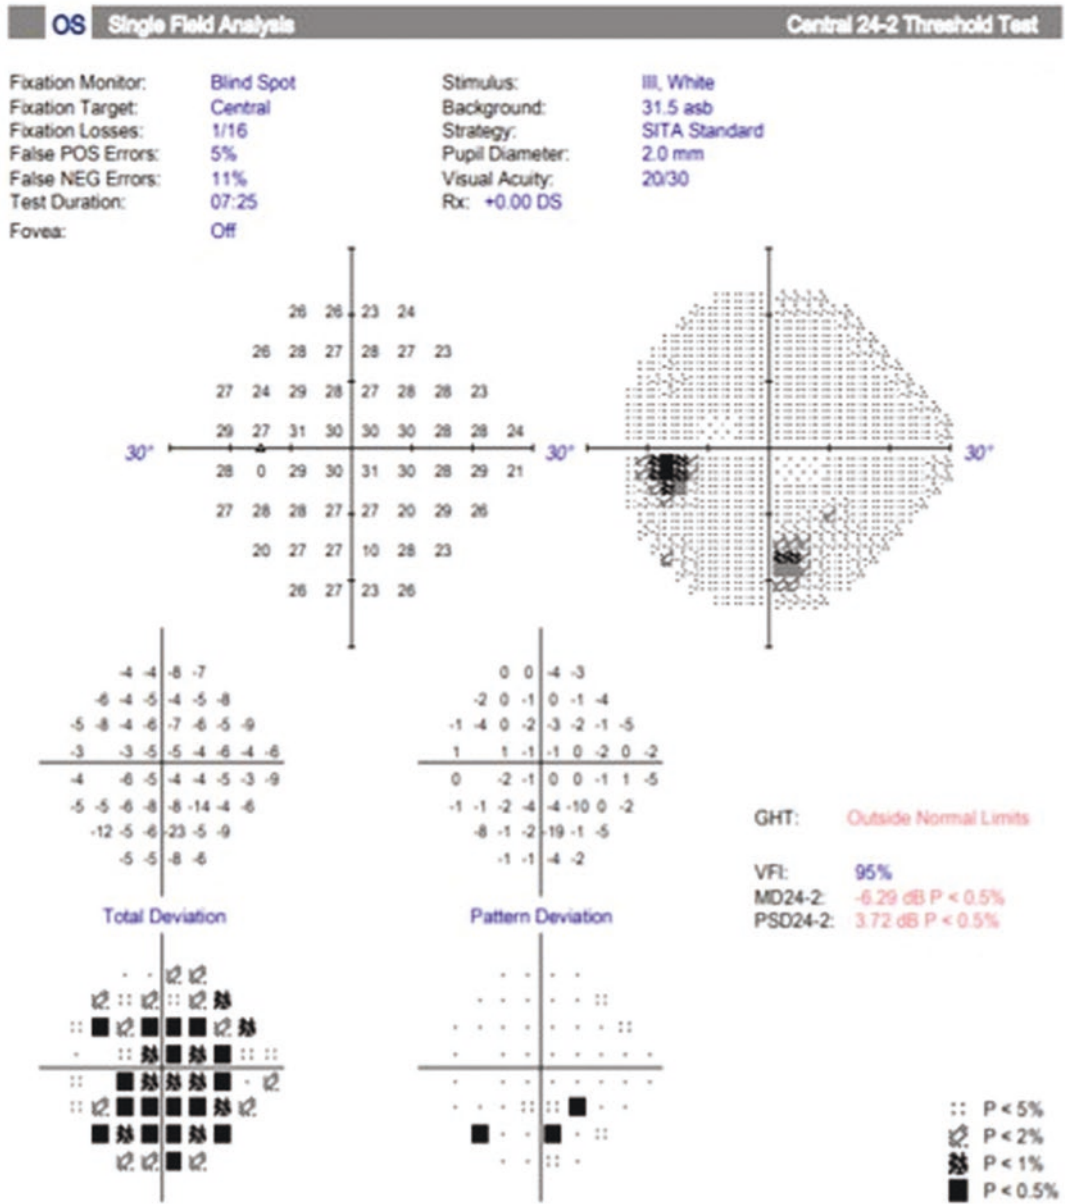 OS Single Field Analysis Central 24-2 Threshold Test
Fixation Monitor: Blind Spot Stimulus: III, White
Fixation Target: Central Background: 31.5 asb
Fixation Losses: 1/16 Strategy: SITA Standard
False POS Errors: 5% Pupil Diameter: 2.0 mm
False NEG Errors: 11% Visual Acuity: 20/30
Test Duration: 07:25 Rx: +0.00 DS
Fovea: Off
26 26 23 24
26 28 27 28 27 23
27 24 29 28 27 28 28 23
29 27 31 30 30 30 28 28 24
30° 30° 30°
28 0 29 30 31 30 28 29 21
27 28 28 27 27 20 29 26
20 27 27 10 28 23
26 27 23 26
-4 -4 -8 -7 0 0 -4 -3
-6 -4 -5 -4 -5 -8 -2 0 -1 0 -1 -4
-5 -8 -4 -6 -7 -6 -5 -9 -1 -4 0 -2 -3 -2 -1 -5
-3 -3 -5 -5 -4 -6 -4 -6 1 1 -1 -1 0 -2 0 -2
-4 -6 -5 -4 -4 -5 -3 -9 0 -2 -1 0 0 -1 1 -5
-5 -5 -6 -8 -8 -14 -4 -6 -1 -1 -2 -4 -4 -10 0 -2
-12 -5 -6 -23 -5 -9 -8 -1 -2 -19 -1 -5
-5 -5 -8 -6 -1 -1 -4 -2
GHT: Outside Normal Limits
VFI: 95%
MD24-2: -6.29 dB P < 0.5%
PSD24-2: 3.72 dB P < 0.5%
Total Deviation Pattern Deviation
P < 5%
P < 2%
P < 1%
P < 0.5%